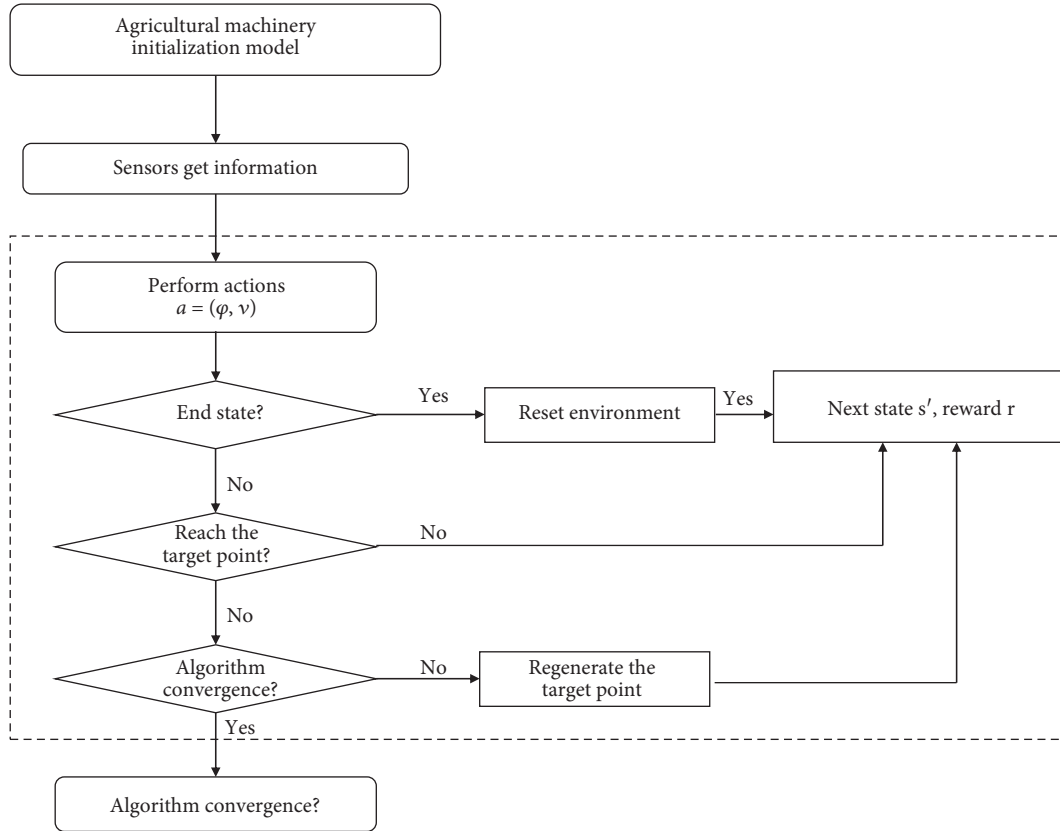 Agricultural machinery
initialization model
Sensors get information
Perform actions
a = (φ, v)
End state?
Yes
Reset environment
Yes
Next state s′, reward r
No
Reach the
target point?
No
No
Algorithm
convergence?
No
Regenerate the
target point
Yes
Algorithm convergence?